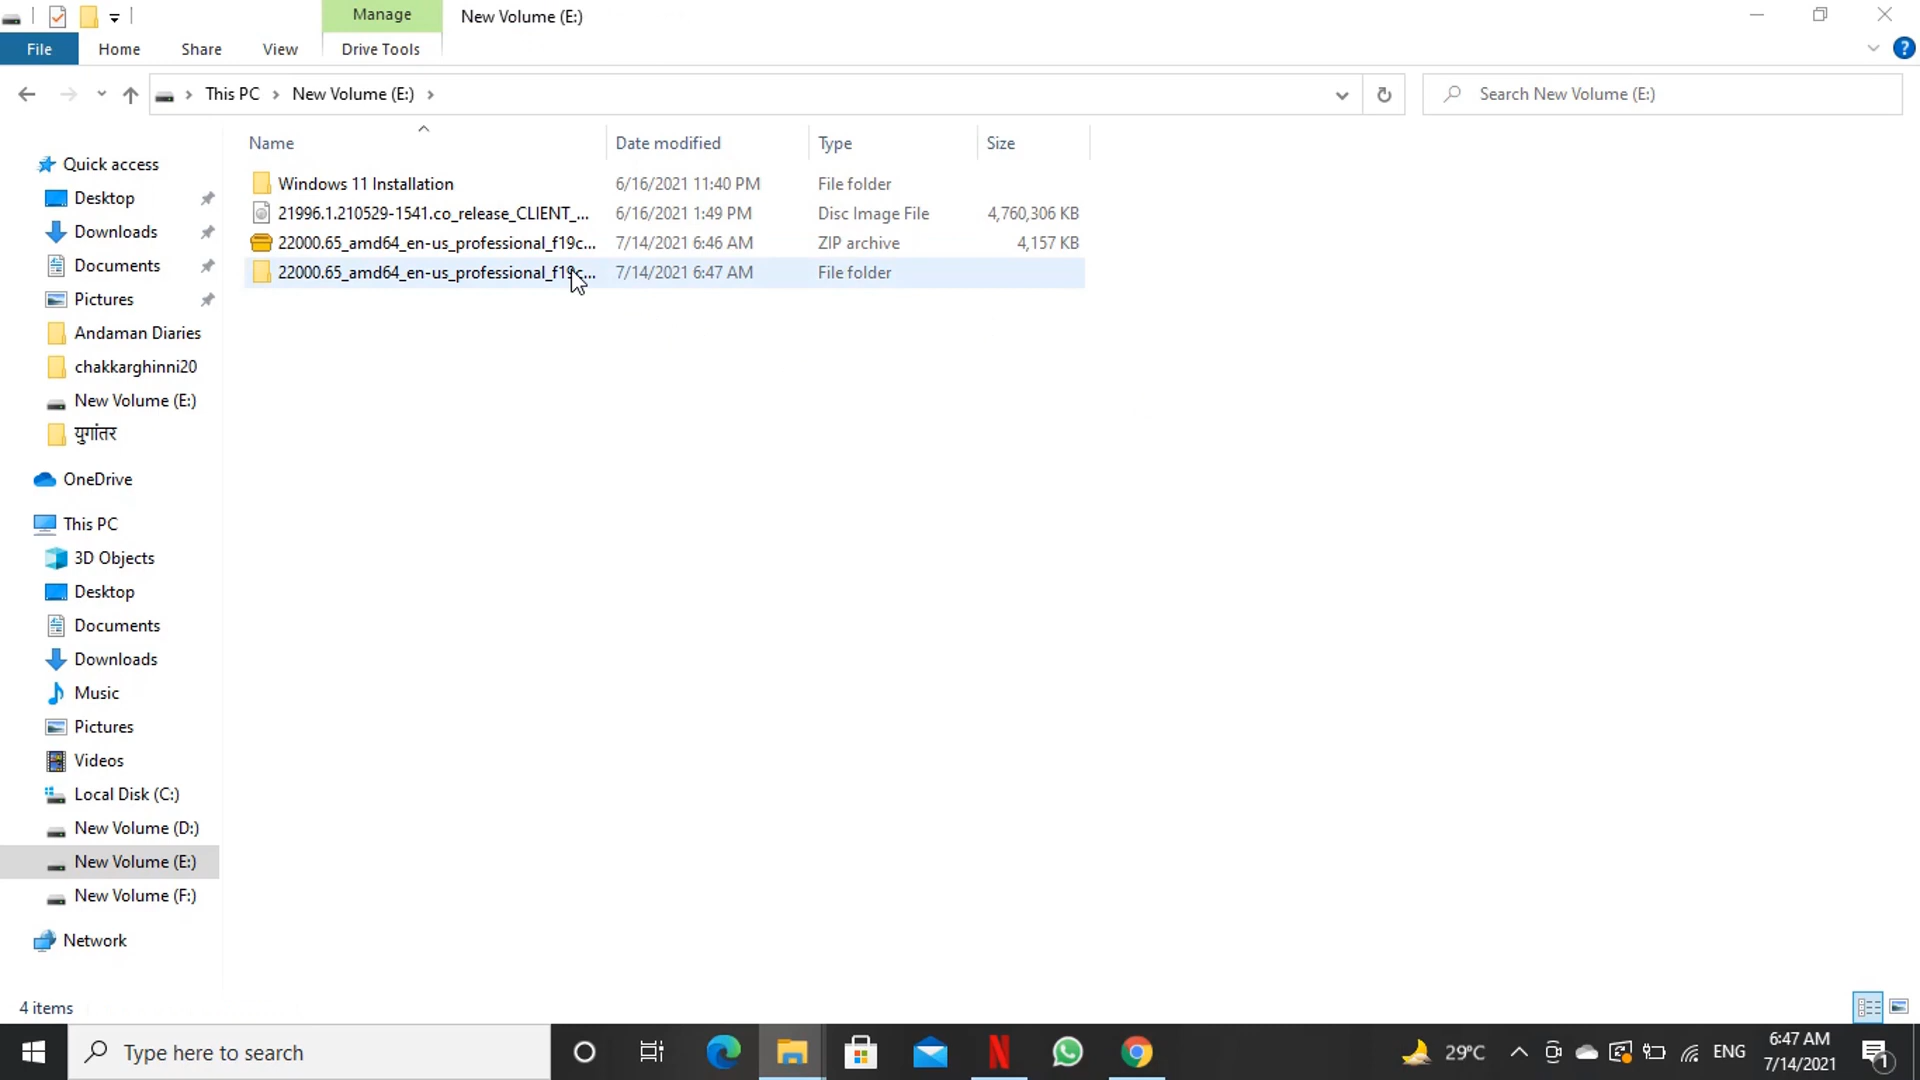 Manage
New Volume (E:)
File
Home
Share
View
Drive Tools
This PC
New Volume (E:)
Search New Volume (E:)
Name
Date modified
Type
Size
Quick access
Desktop
Downloads
Documents
Pictures
Andaman Diaries
chakkarghinni20
New Volume (E:)
युगांतर
OneDrive
This PC
3D Objects
Desktop
Documents
Downloads
Music
Pictures
Videos
Local Disk (C:)
New Volume (D:)
New Volume (E:)
New Volume (F:)
Network
Windows 11 Installation 6/16/2021 11:40 PM File folder
21996.1.210529-1541.co_release_CLIENT_... 6/16/2021 1:49 PM Disc Image File 4,760,306 KB
22000.65_amd64_en-us_professional_f19c... 7/14/2021 6:46 AM ZIP archive 4,157 KB
22000.65_amd64_en-us_professional_f19c... 7/14/2021 6:47 AM File folder
4 items
Type here to search
29°C
ENG
6:47 AM
7/14/2021
1